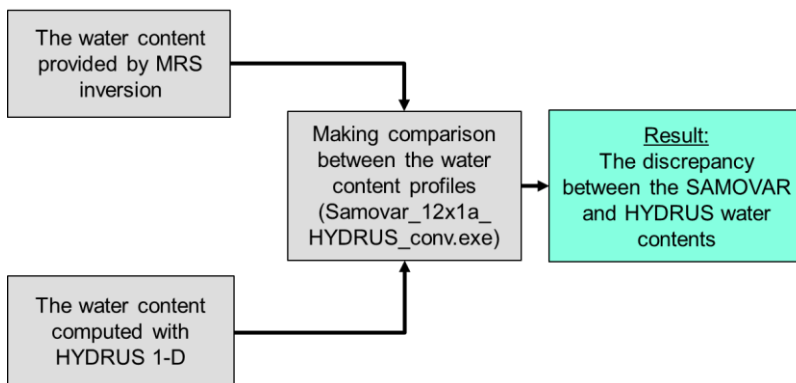 The water content
provided by MRS
inversion
Making comparison
between the water
content profiles
(Samovar_12x1a_
HYDRUS_conv.exe)
Result:
The discrepancy
between the SAMOVAR
and HYDRUS water
contents
The water content
computed with
HYDRUS 1-D